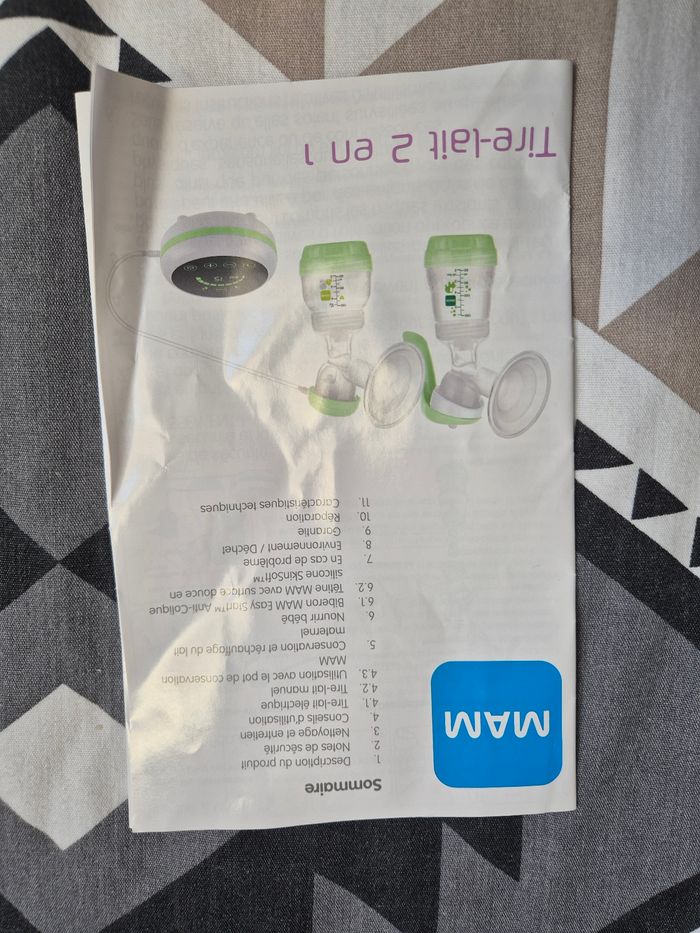 MAM
Sommaire
1. Description du produit
2. Notes de sécurité
3. Nettoyage et entretien
4. Conseils d'utilisation
4.1. Tire-lait électrique
4.2. Tire-lait manuel
4.3. Utilisation avec le pot de conservation
MAM
5. Conservation et réchauffage du lait
maternel
6. Nourrir bébé
6.1. Biberon MAM Easy Start™ Anti-Colique
6.2. Tétine MAM avec surface douce en
silicone SkinSoft™
7. En cas de problème
8. Environnement / Déchet
9. Garantie
10. Réparation
11. Caractéristiques techniques
Tire-lait 2 en 1